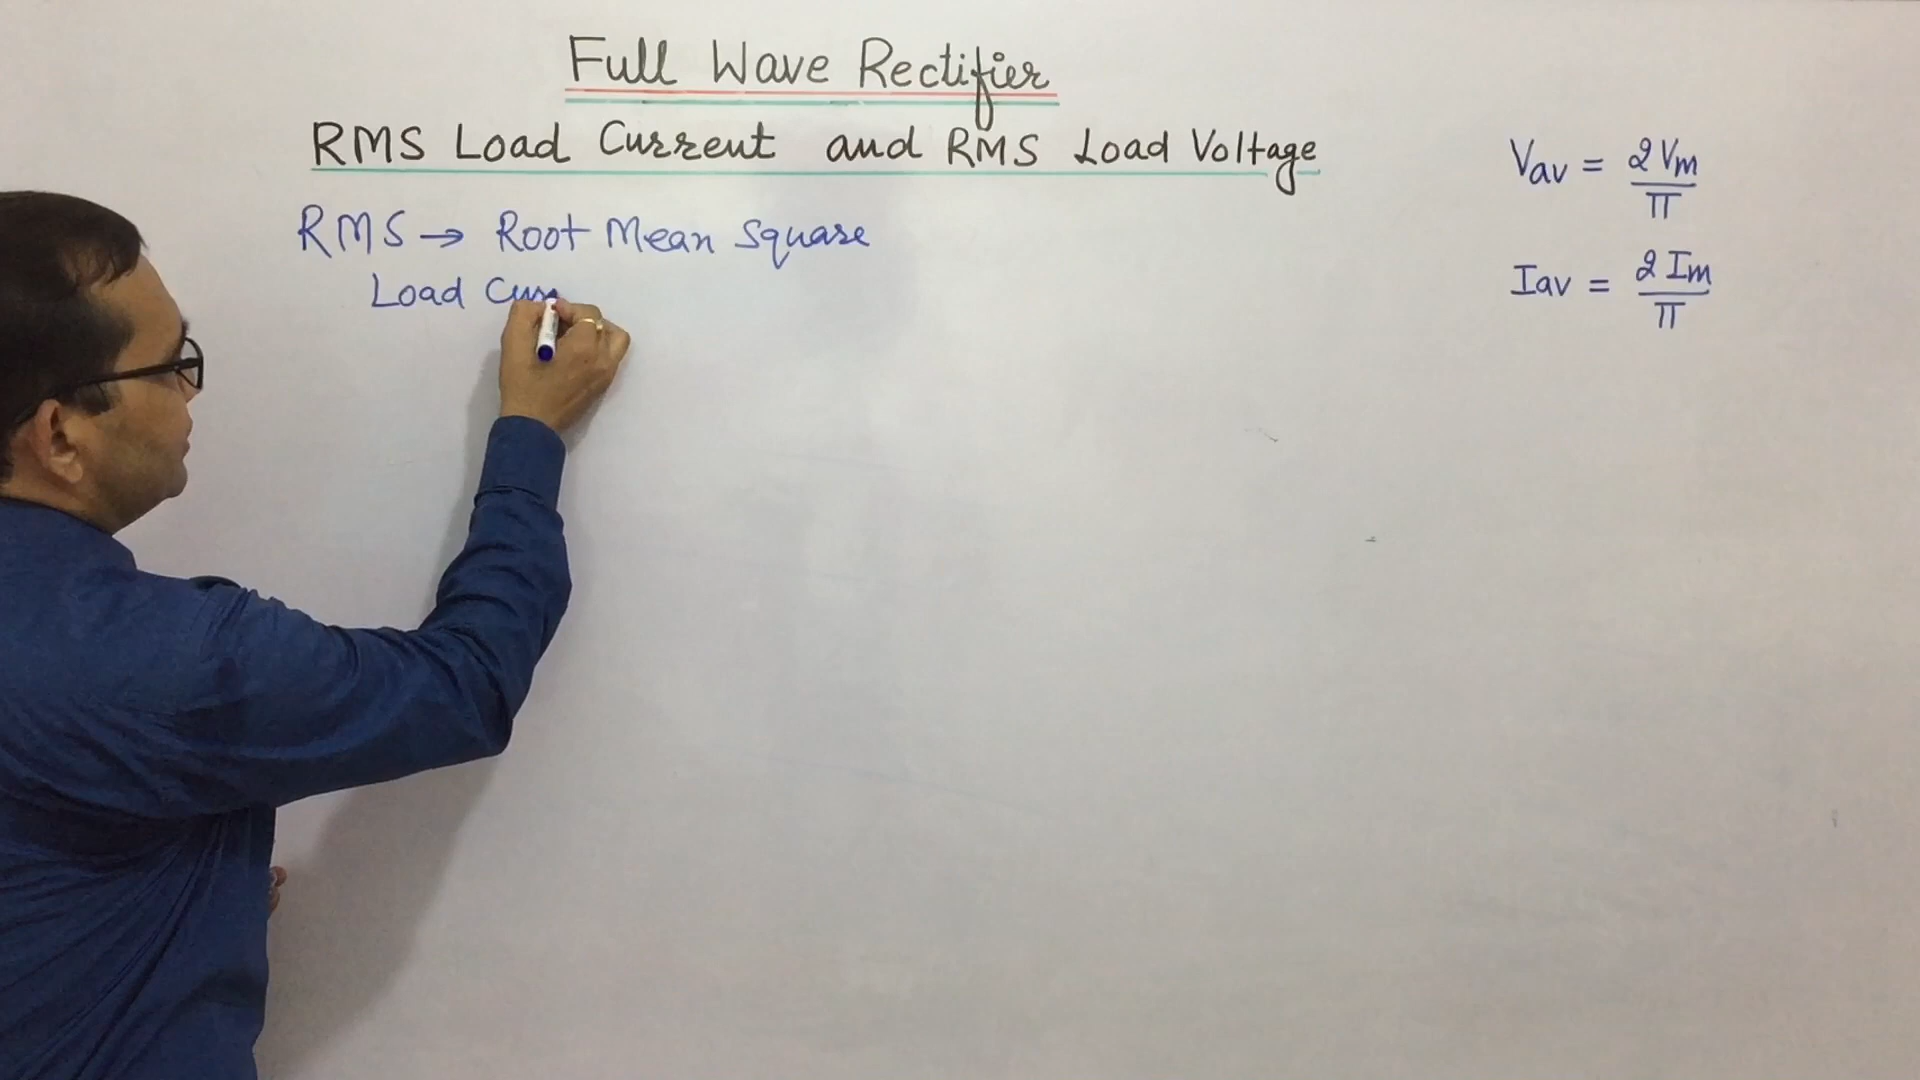 Full Wave Rectifier
RMS Load Current and RMS Load Voltage
RMS → Root Mean Square
Load Curr
Vav = 2Vm/π
Iav = 2Im/π